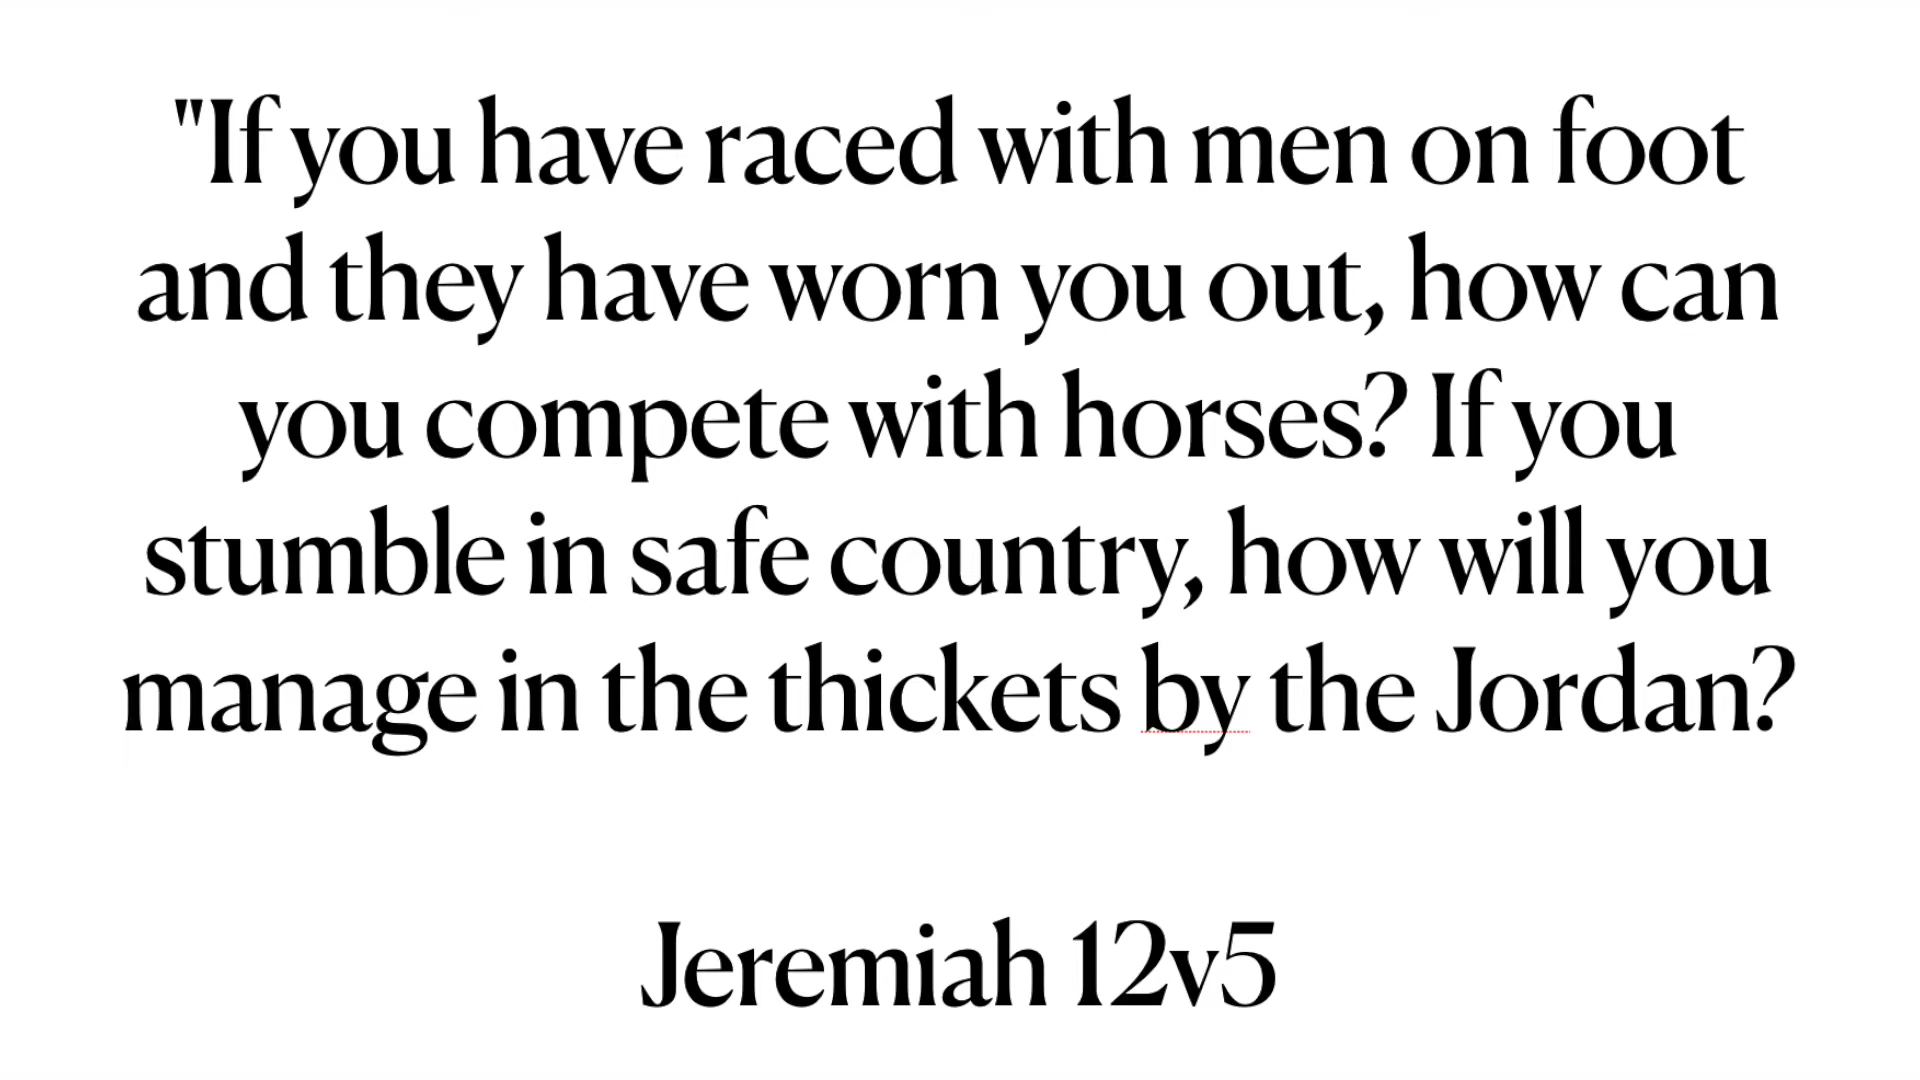 "If you have raced with men on foot
and they have worn you out, how can
you compete with horses? If you
stumble in safe country, how will you
manage in the thickets by the Jordan?
Jeremiah 12v5